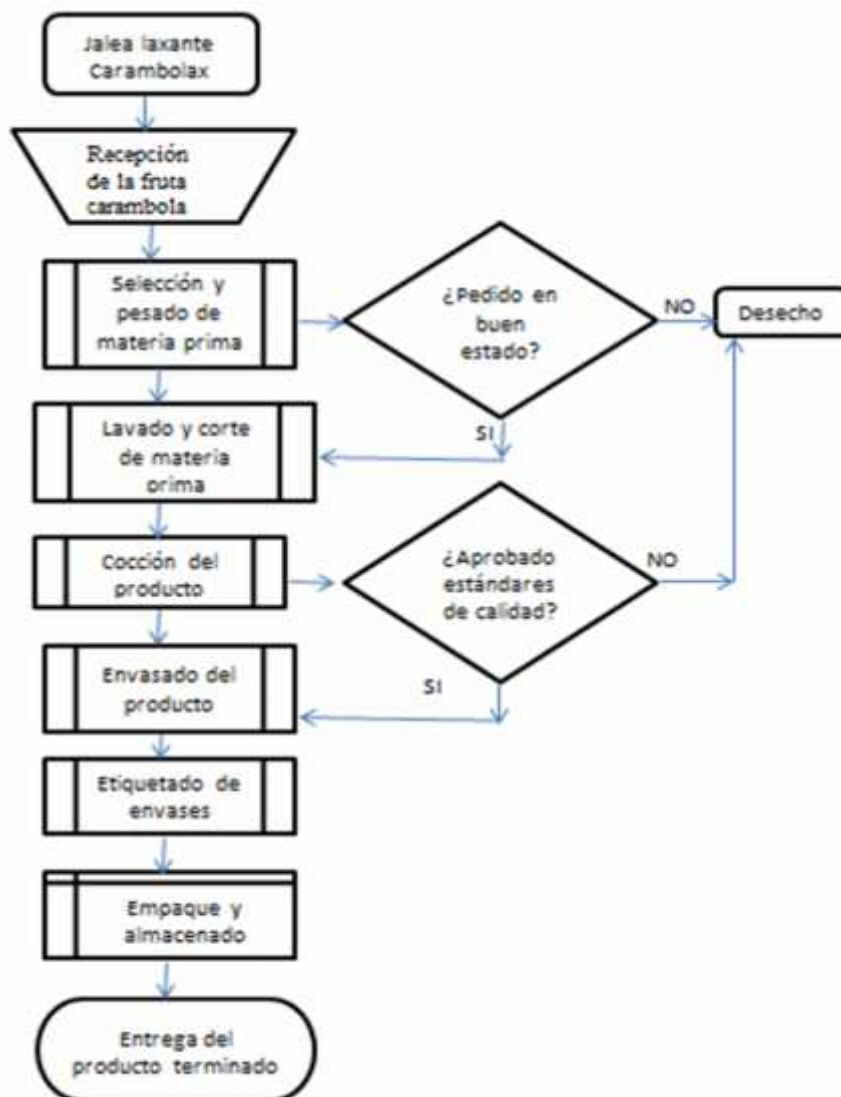 Jalea laxante
Carambolax
Recepción
de la fruta
carambola
Selección y
pesado de
materia prima
¿Pedido en
buen
estado?
NO
Desecho
SI
Lavado y corte
de materia
prima
Cocción del
producto
¿Aprobado
estándares
de calidad?
NO
SI
Envasado del
producto
Etiquetado de
envases
Empaque y
almacenado
Entrega del
producto terminado